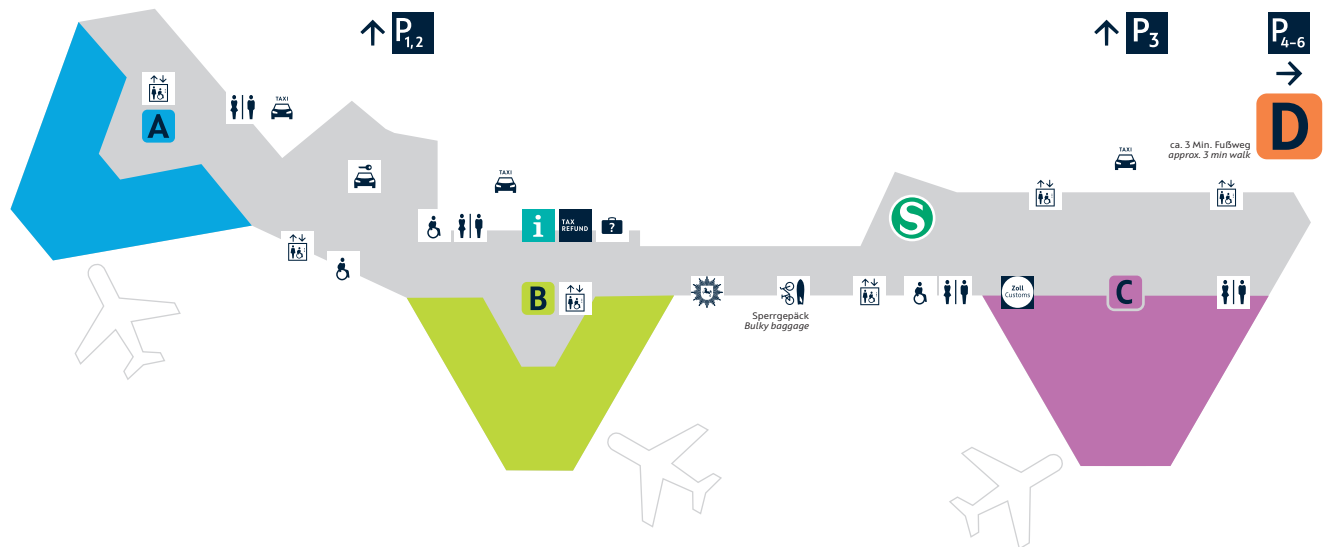 P1,2
P3
P4-6
A
TAXI
D
ca. 3 Min. Fußweg
approx. 3 min walk
TAXI
TAXI
i
TAX
REFUND
?
S
B
Sperrgepäck
Bulky baggage
Zoll
Customs
C